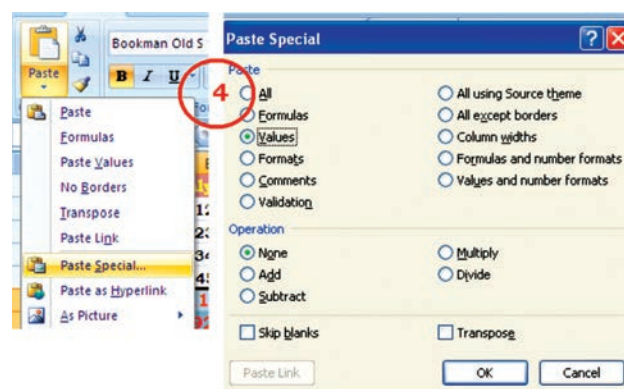 Paste
Bookman Old S
B I U
4
Paste
Formulas
Paste Values
No Borders
Transpose
Paste Link
Paste Special...
Paste as Hyperlink
As Picture
Paste Special
Paste
All
Formulas
Values
Formats
Comments
Validation
All using Source theme
All except borders
Column widths
Formulas and number formats
Values and number formats
Operation
None
Add
Subtract
Multiply
Divide
Skip blanks
Transpose
Paste Link
OK
Cancel